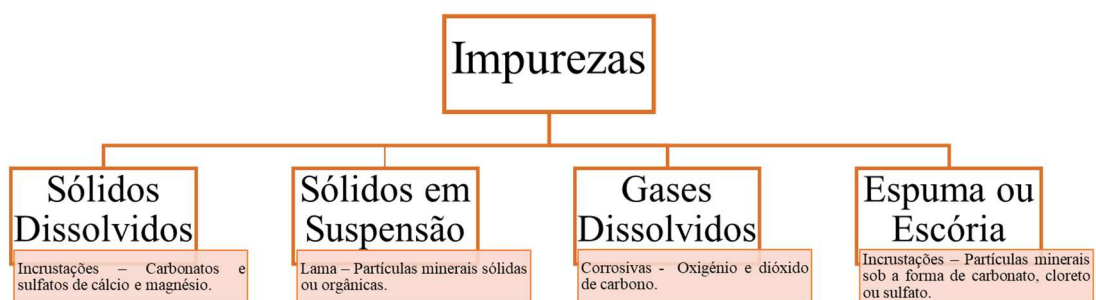 Impurezas
Sólidos
Dissolvidos
Incrustações – Carbonatos e
sulfatos de cálcio e magnésio.
Sólidos em
Suspensão
Lama – Partículas minerais sólidas
ou orgânicas.
Gases
Dissolvidos
Corrosivas - Oxigénio e dióxido
de carbono.
Espuma ou
Escória
Incrustações – Partículas minerais
sob a forma de carbonato, cloreto
ou sulfato.